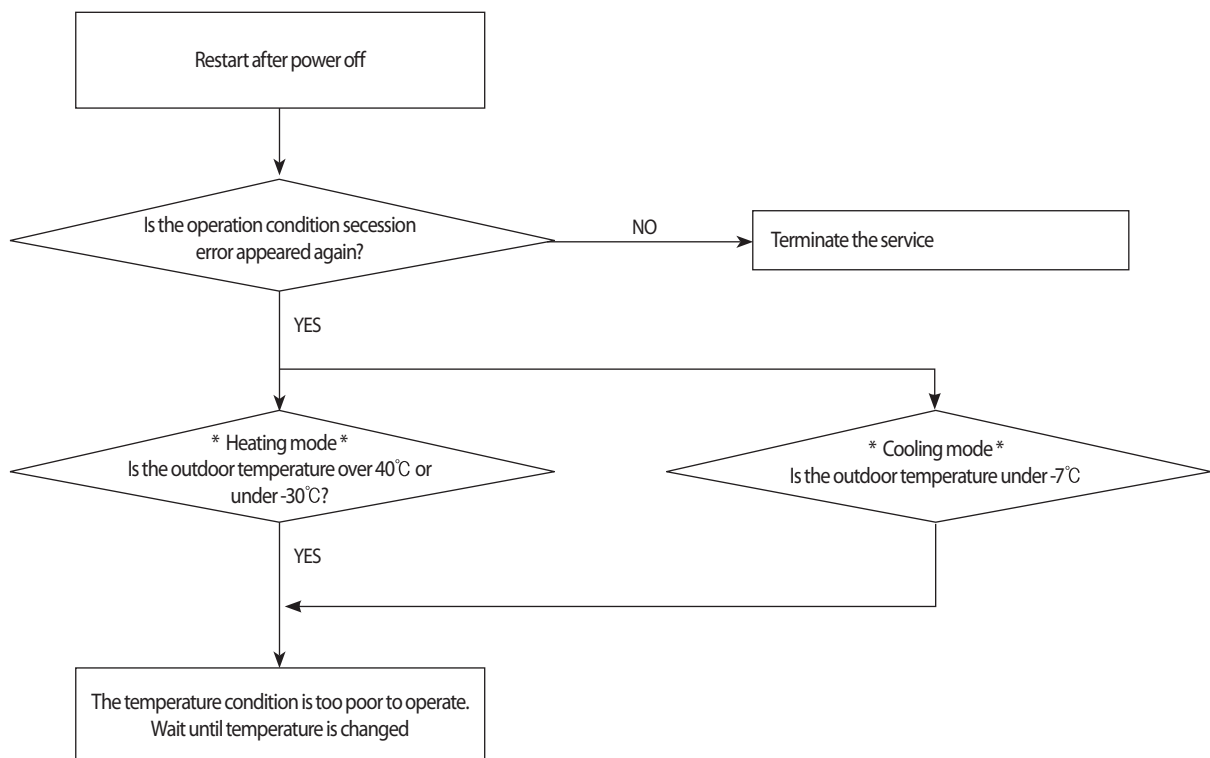 Restart after power off
Is the operation condition secession
error appeared again?
NO
Terminate the service
YES
* Heating mode *
Is the outdoor temperature over 40℃ or
under -30℃?
* Cooling mode *
Is the outdoor temperature under -7℃
YES
The temperature condition is too poor to operate.
Wait until temperature is changed